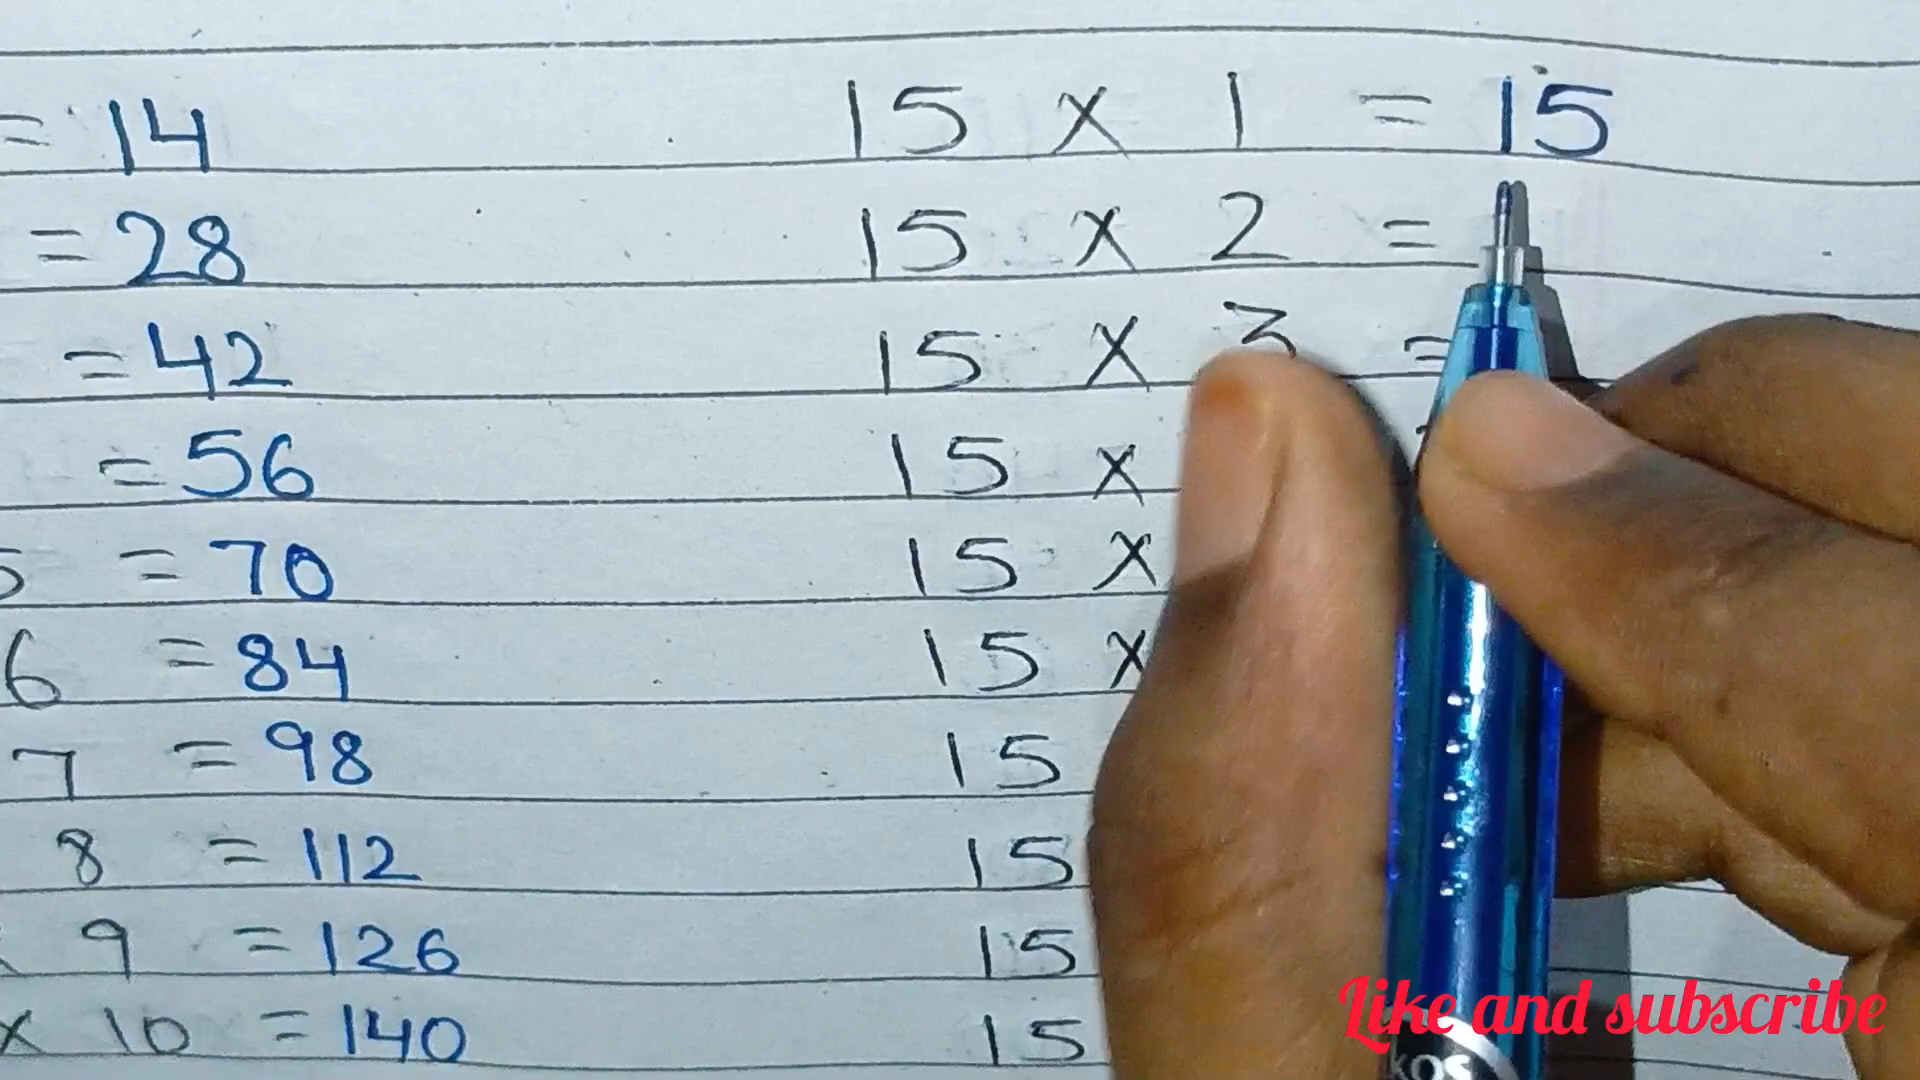 = 14 15 x 1 = 15
= 28 15 x 2 =
= 42 15 x 3 =
= 56 15 x
5 = 70 15 x
6 = 84 15 x
7 = 98 15
8 = 112 15
9 = 126 15
x 10 = 140 15
Like and subscribe